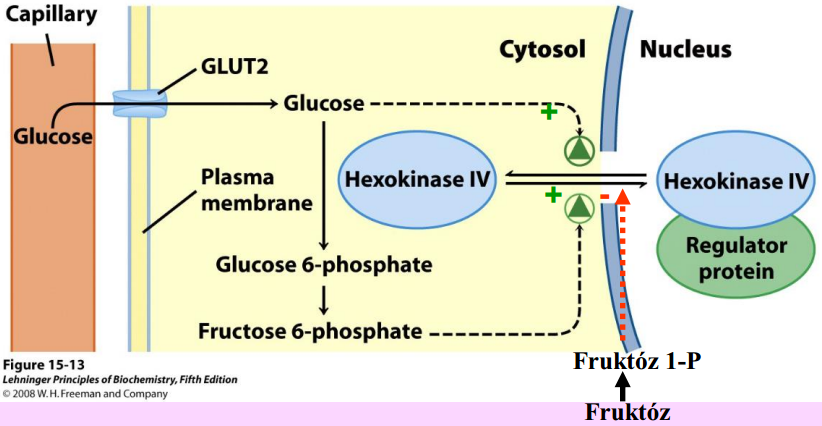 Capillary
GLUT2
Cytosol
Nucleus
Glucose
Glucose
+
Plasma
membrane
Hexokinase IV
Hexokinase IV
+
-
Regulator
protein
Glucose 6-phosphate
Fructose 6-phosphate
Figure 15-13
Lehninger Principles of Biochemistry, Fifth Edition
© 2008 W. H. Freeman and Company
Fruktóz 1-P
Fruktóz